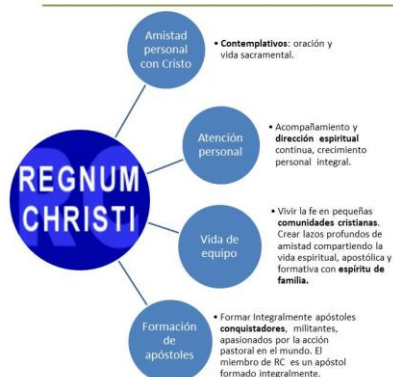 REGNUM
CHRISTI
Amistad
personal
con Cristo
• Contemplativos: oración y
vida sacramental.
Atención
personal
• Acompañamiento y
dirección espiritual
continua, crecimiento
personal integral.
Vida de
equipo
• Vivir la fe en pequeñas
comunidades cristianas.
Crear lazos profundos de
amistad compartiendo la
vida espiritual, apostólica y
formativa con espíritu de
familia.
Formación
de
apóstoles
• Formar Integralmente apóstoles
conquistadores, militantes,
apasionados por la acción
pastoral en el mundo. El
miembro de RC es un apóstol
formado integralmente.